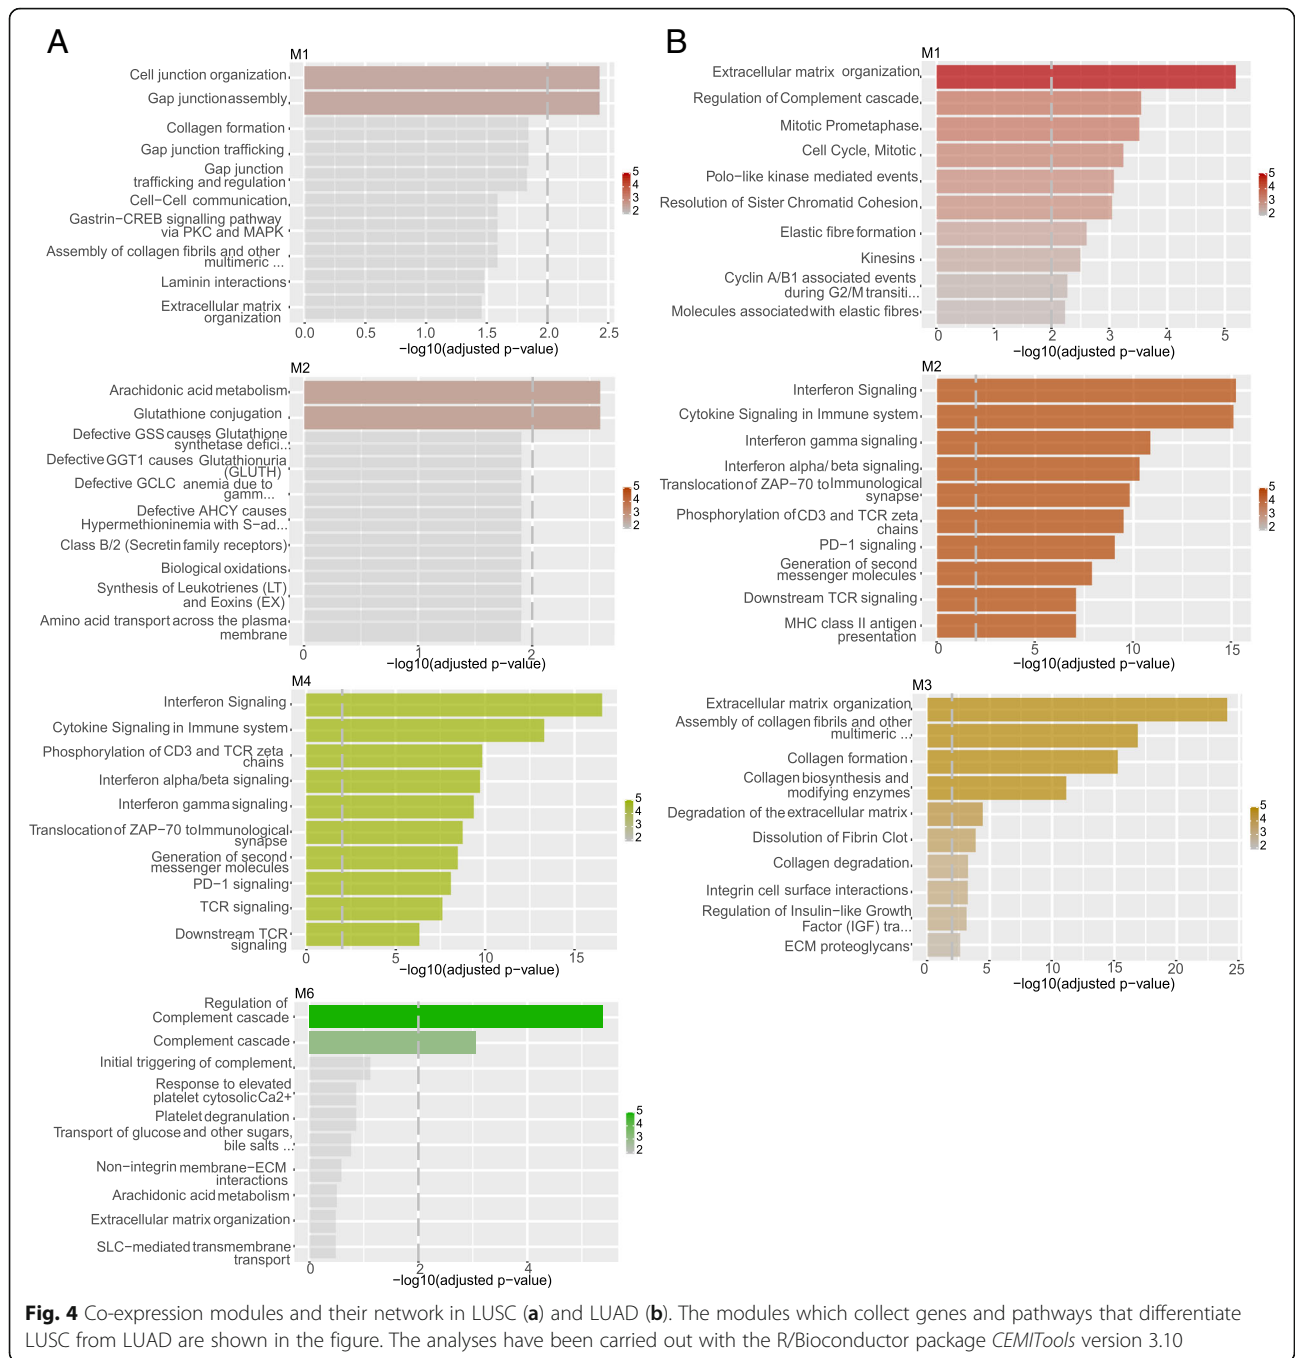 A
M1
Cell junction organization
Gap junction assembly
Collagen formation
Gap junction trafficking
Gap junction
trafficking and regulation
Cell−Cell communication
Gastrin−CREB signalling pathway
via PKC and MAPK
Assembly of collagen fibrils and other
multimeric ...
Laminin interactions
Extracellular matrix
organization
0.0 0.5 1.0 1.5 2.0 2.5
−log10(adjusted p−value)
5
4
3
2
M2
Arachidonic acid metabolism
Glutathione conjugation
Defective GSS causes Glutathione
synthetase defici...
Defective GGT1 causes Glutathionuria
(GLUTH)
Defective GCLC anemia due to
gamm...
Defective AHCY causes
Hypermethioninemia with S−ad...
Class B/2 (Secretin family receptors)
Biological oxidations
Synthesis of Leukotrienes (LT)
and Eoxins (EX)
Amino acid transport across the plasma
membrane
0 1 2
−log10(adjusted p−value)
5
4
3
2
M4
Interferon Signaling
Cytokine Signaling in Immune system
Phosphorylation of CD3 and TCR zeta
chains
Interferon alpha/beta signaling
Interferon gamma signaling
Translocation of ZAP−70 to Immunological
synapse
Generation of second
messenger molecules
PD−1 signaling
TCR signaling
Downstream TCR
signaling
0 5 10 15
−log10(adjusted p−value)
5
4
3
2
M6
Regulation of
Complement cascade
Complement cascade
Initial triggering of complement
Response to elevated
platelet cytosolic Ca2+
Platelet degranulation
Transport of glucose and other sugars,
bile salts ...
Non−integrin membrane−ECM
interactions
Arachidonic acid metabolism
Extracellular matrix organization
SLC−mediated transmembrane
transport
0 2 4
−log10(adjusted p−value)
5
4
3
2
B
M1
Extracellular matrix organization
Regulation of Complement cascade
Mitotic Prometaphase
Cell Cycle, Mitotic
Polo−like kinase mediated events
Resolution of Sister Chromatid Cohesion
Elastic fibre formation
Kinesins
Cyclin A/B1 associated events
during G2/M transiti...
Molecules associated with elastic fibres
0 1 2 3 4 5
−log10(adjusted p−value)
5
4
3
2
M2
Interferon Signaling
Cytokine Signaling in Immune system
Interferon gamma signaling
Interferon alpha/ beta signaling
Translocation of ZAP−70 to Immunological
synapse
Phosphorylation of CD3 and TCR zeta
chains
PD−1 signaling
Generation of second
messenger molecules
Downstream TCR signaling
MHC class II antigen
presentation
0 5 10 15
−log10(adjusted p−value)
5
4
3
2
M3
Extracellular matrix organization
Assembly of collagen fibrils and other
multimeric ...
Collagen formation
Collagen biosynthesis and
modifying enzymes
Degradation of the extracellular matrix
Dissolution of Fibrin Clot
Collagen degradation
Integrin cell surface interactions
Regulation of Insulin−like Growth
Factor (IGF) tra...
ECM proteoglycans
0 5 10 15 20 25
−log10(adjusted p−value)
5
4
3
2
Fig. 4 Co-expression modules and their network in LUSC (a) and LUAD (b). The modules which collect genes and pathways that differentiate
LUSC from LUAD are shown in the figure. The analyses have been carried out with the R/Bioconductor package CEMITools version 3.10